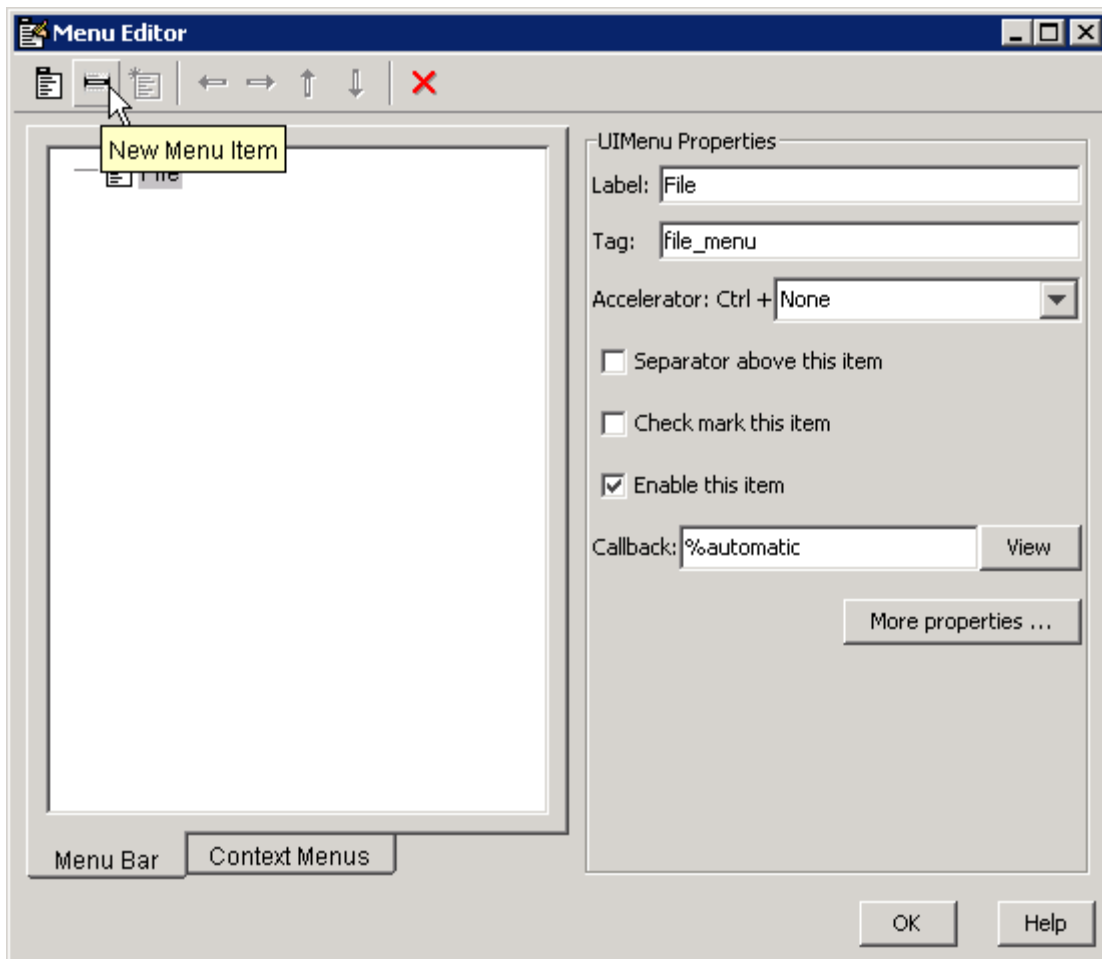 Menu Editor
New Menu Item
File
UIMenu Properties
Label: File
Tag: file_menu
Accelerator: Ctrl + None
Separator above this item
Check mark this item
Enable this item
Callback: %automatic View
More properties ...
Menu Bar Context Menus
OK Help